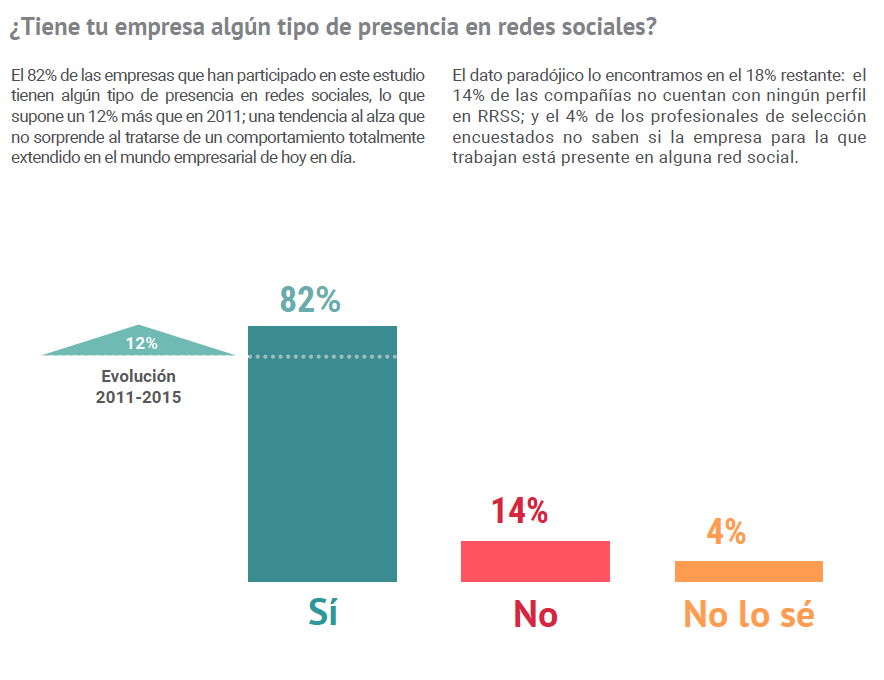 ¿Tiene tu empresa algún tipo de presencia en redes sociales?
El 82% de las empresas que han participado en este estudio
tienen algún tipo de presencia en redes sociales, lo que
supone un 12% más que en 2011; una tendencia al alza que
no sorprende al tratarse de un comportamiento totalmente
extendido en el mundo empresarial de hoy en día.
El dato paradójico lo encontramos en el 18% restante: el
14% de las compañías no cuentan con ningún perfil
en RRSS; y el 4% de los profesionales de selección
encuestados no saben si la empresa para la que
trabajan está presente en alguna red social.
82%
12%
Evolución
2011-2015
14%
4%
Sí
No
No lo sé